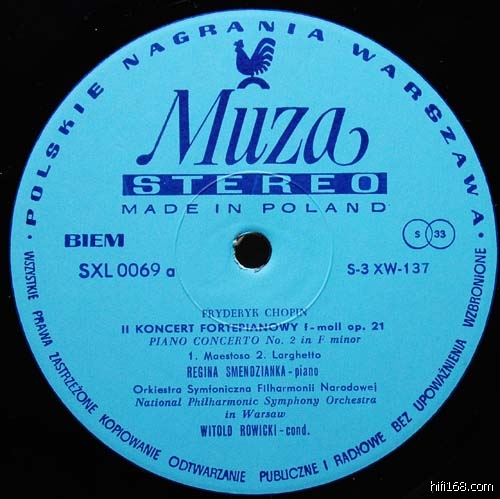 · POLSKIE NAGRANIA WARSZAWA ·
Muza
STEREO
MADE IN POLAND
BIEM
S 33
SXL 0069 a
S-3 XW-137
FRYDERYK CHOPIN
II KONCERT FORTEPIANOWY f-moll op. 21
PIANO CONCERTO No. 2 in F minor
1. Maestoso 2. Larghetto
REGINA SMENDZIANKA - piano
Orkiestra Symfoniczna Filharmonii Narodowej
National Philharmonic Symphony Orchestra
in Warsaw
WITOLD ROWICKI - cond.
WSZYSTKIE PRAWA ZASTRZEŻONE KOPIOWANIE ODTWARZANIE PUBLICZNE I RADIOWE BEZ UPOWAŻNIENIA WZBRONIONE
hifi168.com